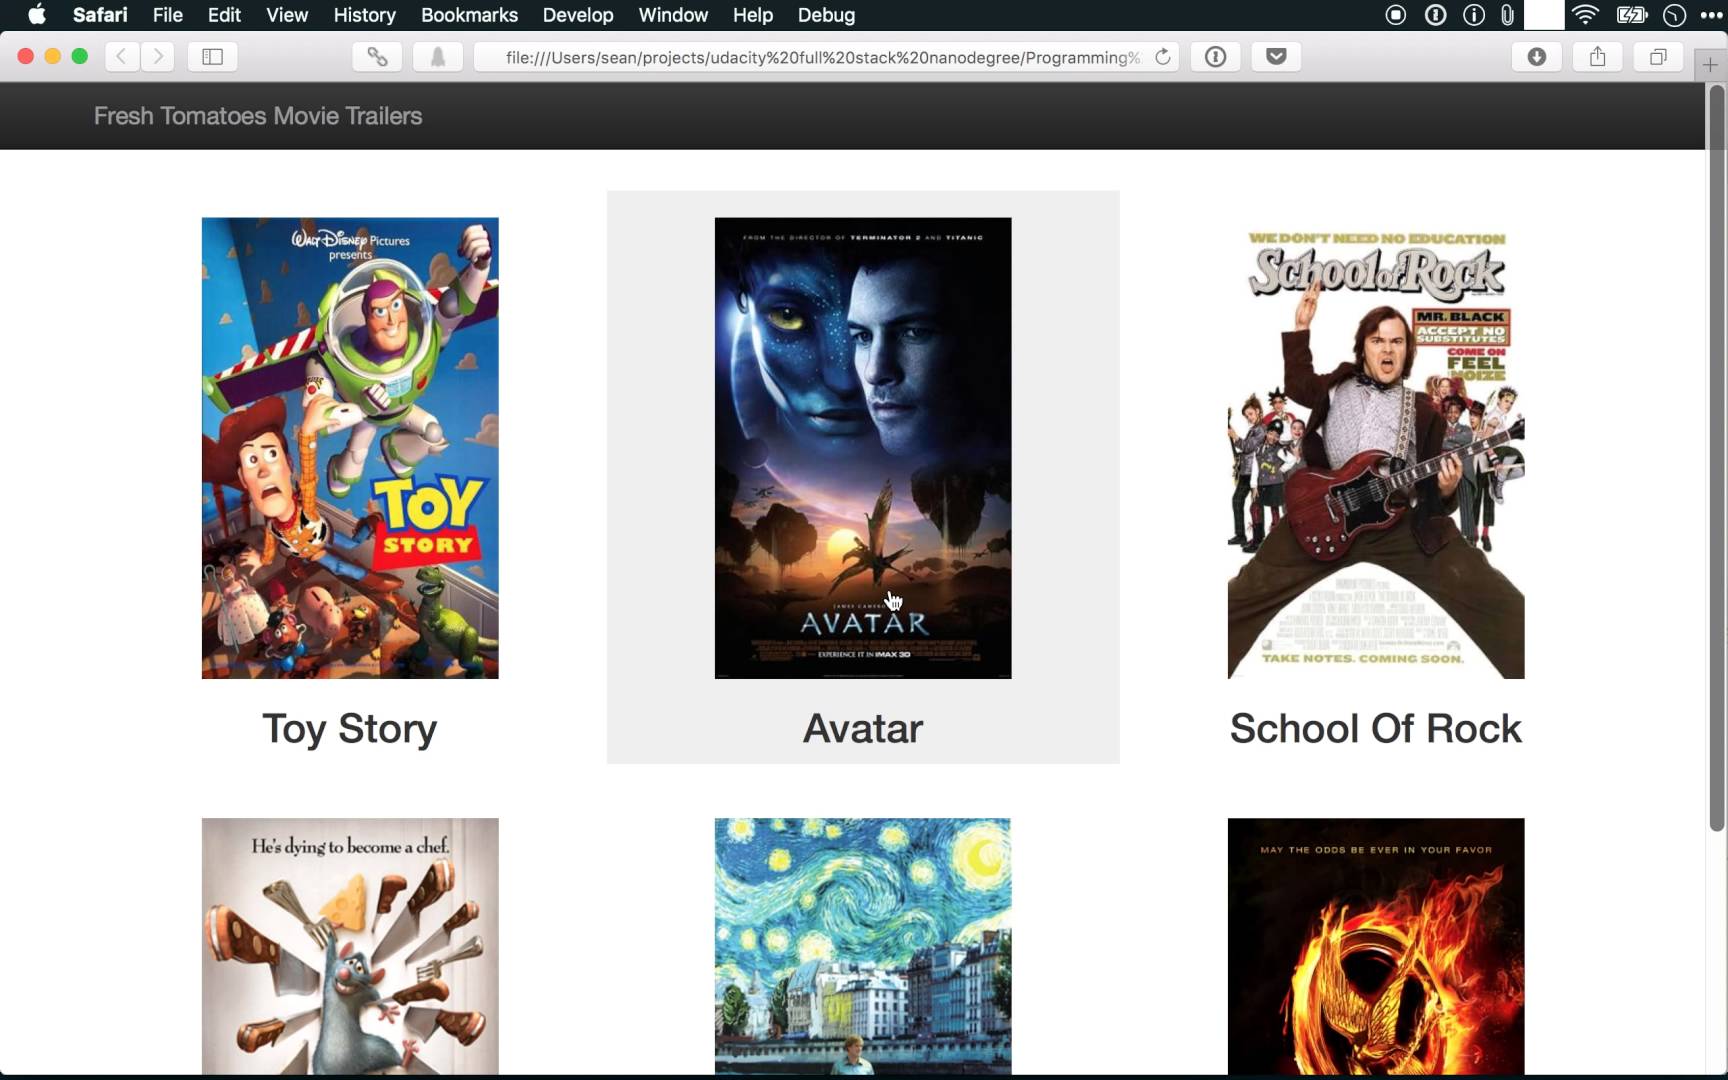 Safari File Edit View History Bookmarks Develop Window Help Debug
file:///Users/sean/projects/udacity%20full%20stack%20nanodegree/Programming%
Fresh Tomatoes Movie Trailers
WALT DISNEY Pictures
presents
TOY
STORY
Toy Story
FROM THE DIRECTOR OF TERMINATOR 2 AND TITANIC
AVATAR
EXPERIENCE IT IN IMAX 3D
Avatar
WE DON'T NEED NO EDUCATION
School of Rock
MR. BLACK
ACCEPT NO
SUBSTITUTES
COME ON
FEEL
NOIZE
TAKE NOTES. COMING SOON.
School Of Rock
He's dying to become a chef.
MAY THE ODDS BE EVER IN YOUR FAVOR